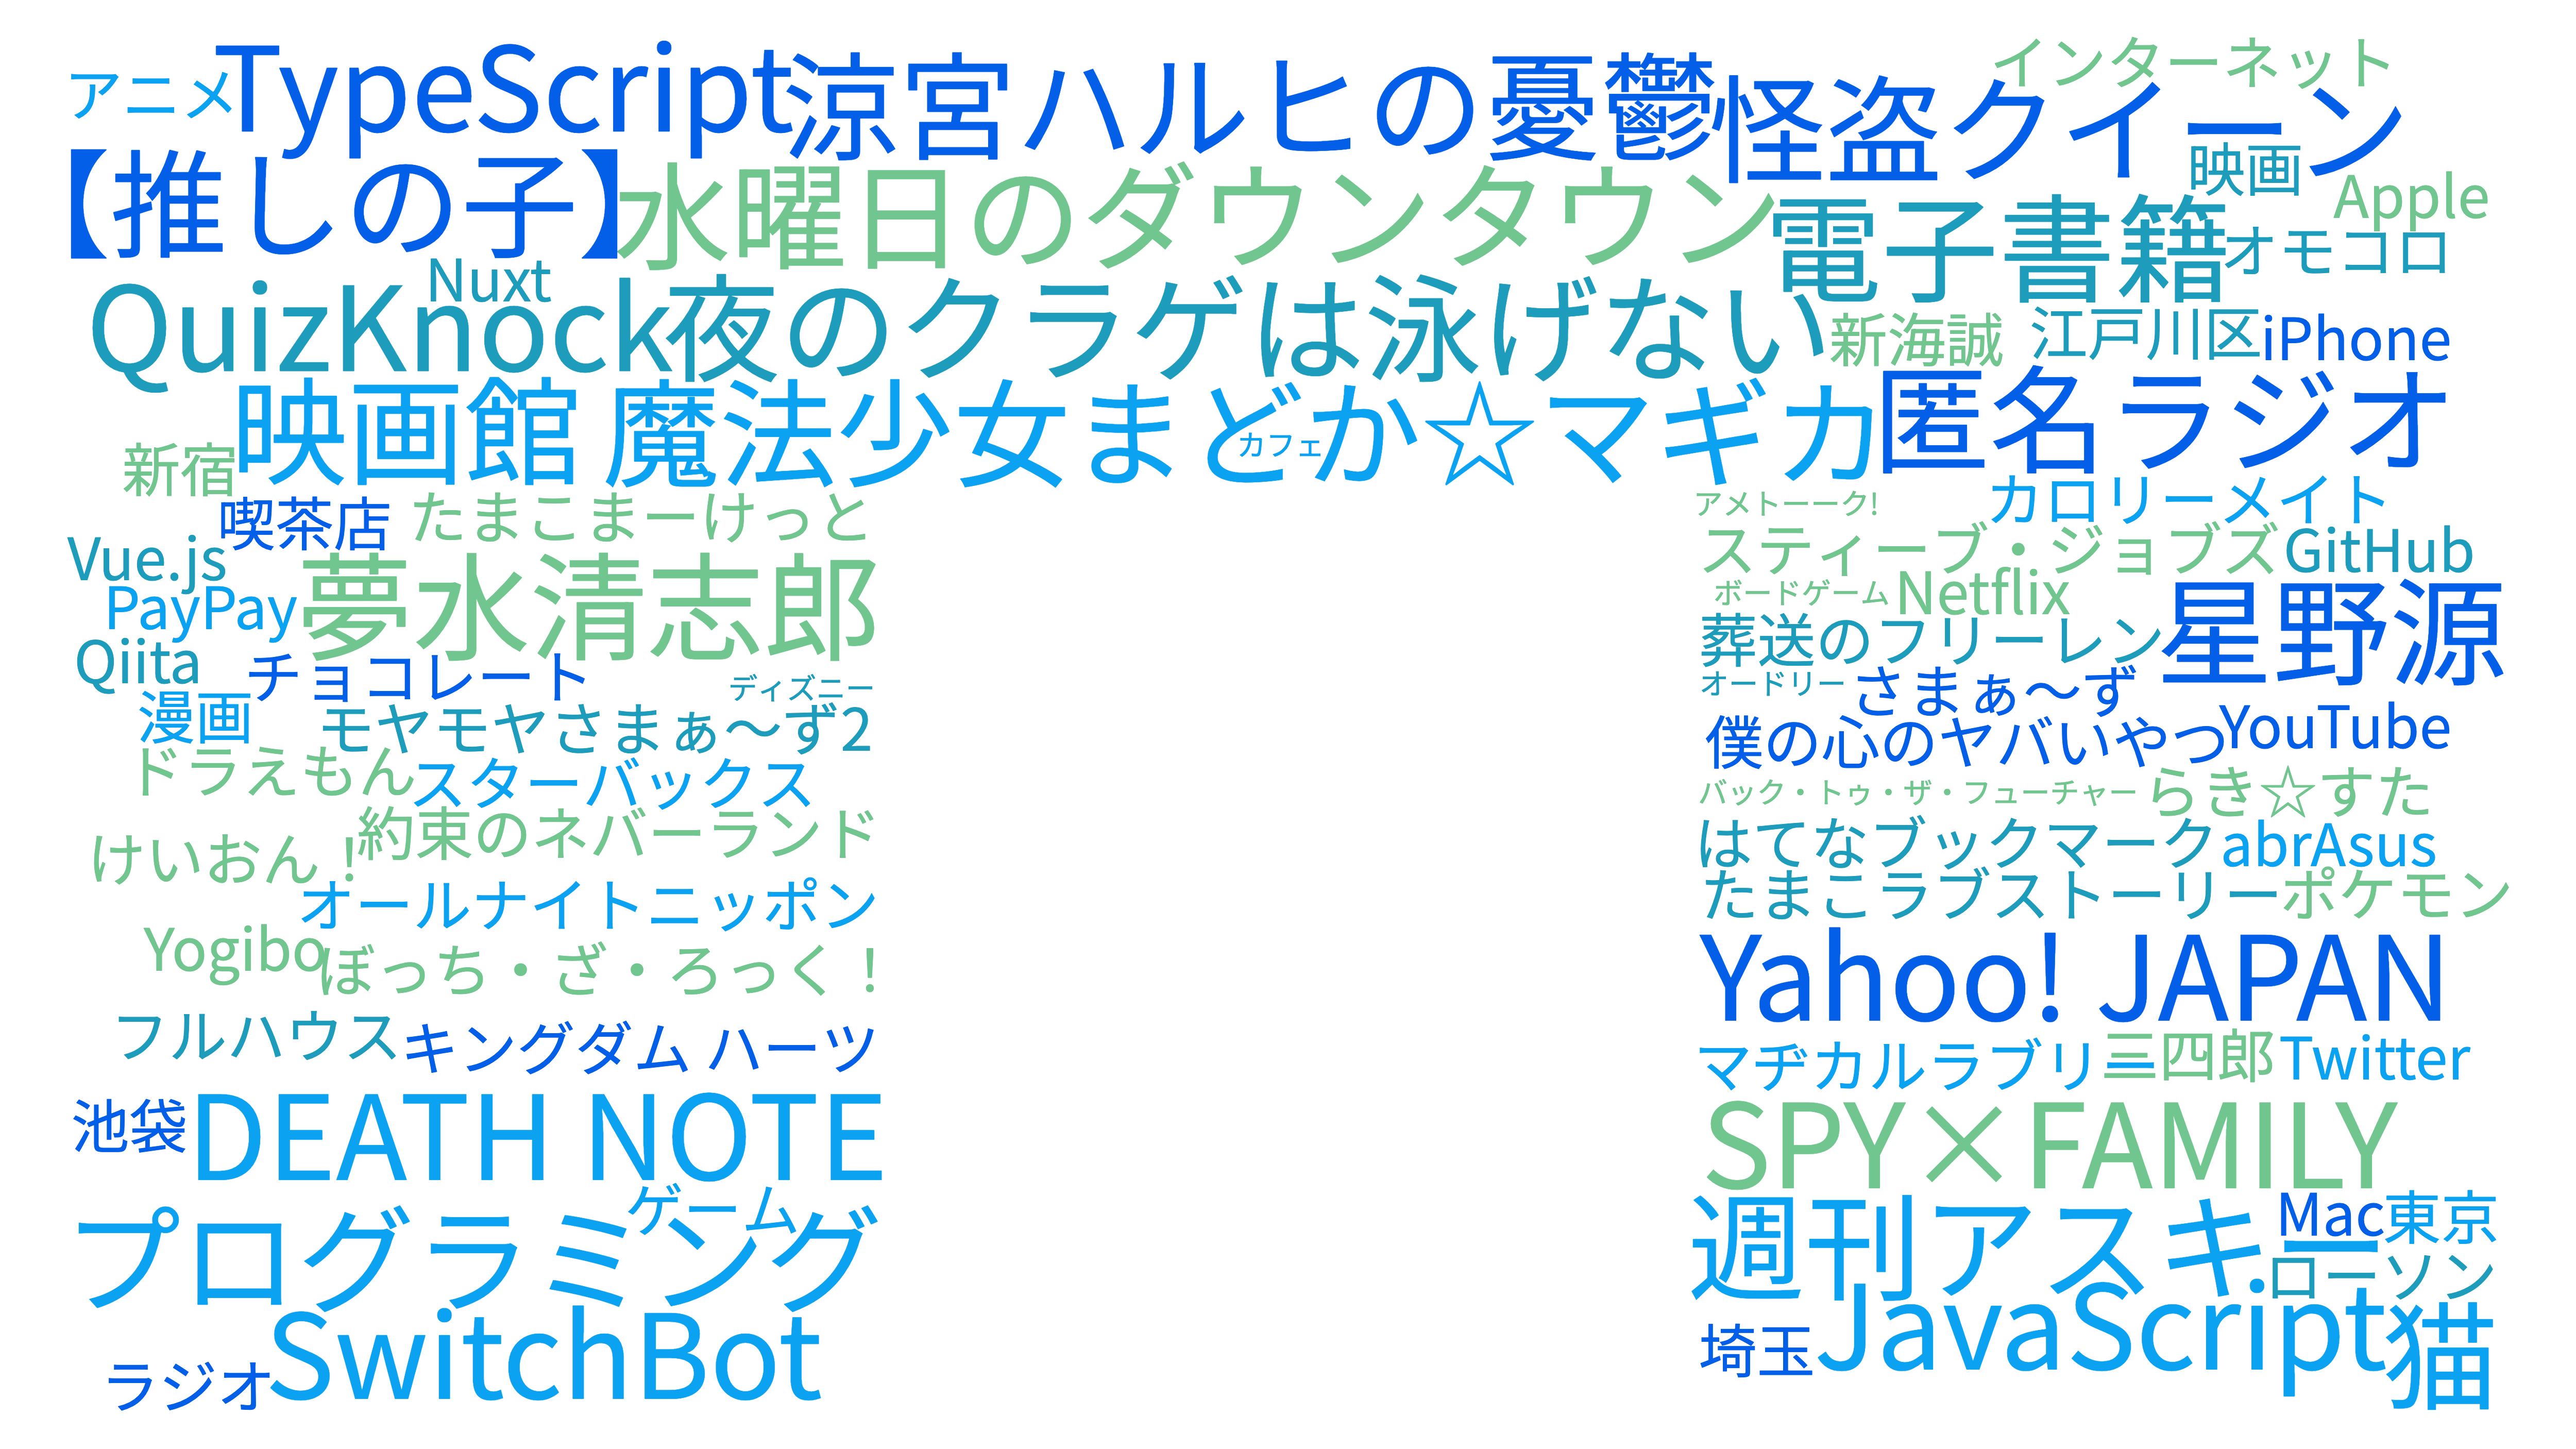 アニメ
TypeScript
涼宮ハルヒの憂鬱
怪盗クイーン
インターネット
【推しの子】
水曜日のダウンタウン
映画
Apple
電子書籍
オモコロ
Nuxt
QuizKnock
夜のクラゲは泳げない
新海誠
江戸川区
iPhone
映画館
魔法少女まどか☆マギカ
カフェ
匿名ラジオ
新宿
喫茶店
たまこまーけっと
アメトーーク!
カロリーメイト
Vue.js
スティーブ・ジョブズ
GitHub
PayPay
夢水清志郎
ボードゲーム
Netflix
星野源
Qiita
チョコレート
葬送のフリーレン
ディズニー
オードリー
さまぁ～ず
漫画
モヤモヤさまぁ～ず2
僕の心のヤバいやつ
YouTube
ドラえもん
スターバックス
バック・トゥ・ザ・フューチャー
らき☆すた
けいおん！
約束のネバーランド
はてなブックマーク
abrAsus
オールナイトニッポン
たまこラブストーリー
ポケモン
Yogibo
ぼっち・ざ・ろっく！
Yahoo! JAPAN
フルハウス
キングダム ハーツ
マヂカルラブリー
三四郎
Twitter
池袋
DEATH NOTE
SPY×FAMILY
ゲーム
プログラミング
週刊アスキー
Mac
東京
ローソン
ラジオ
SwitchBot
埼玉
JavaScript
猫